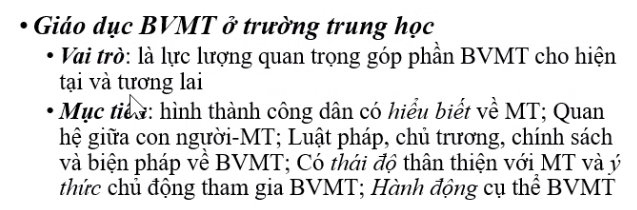 • Giáo dục BVMT ở trường trung học
• Vai trò: là lực lượng quan trọng góp phần BVMT cho hiện
tại và tương lai
• Mục tiêu: hình thành công dân có hiểu biết về MT; Quan
hệ giữa con người-MT; Luật pháp, chủ trương, chính sách
và biện pháp về BVMT; Có thái độ thân thiện với MT và ý
thức chủ động tham gia BVMT; Hành động cụ thể BVMT